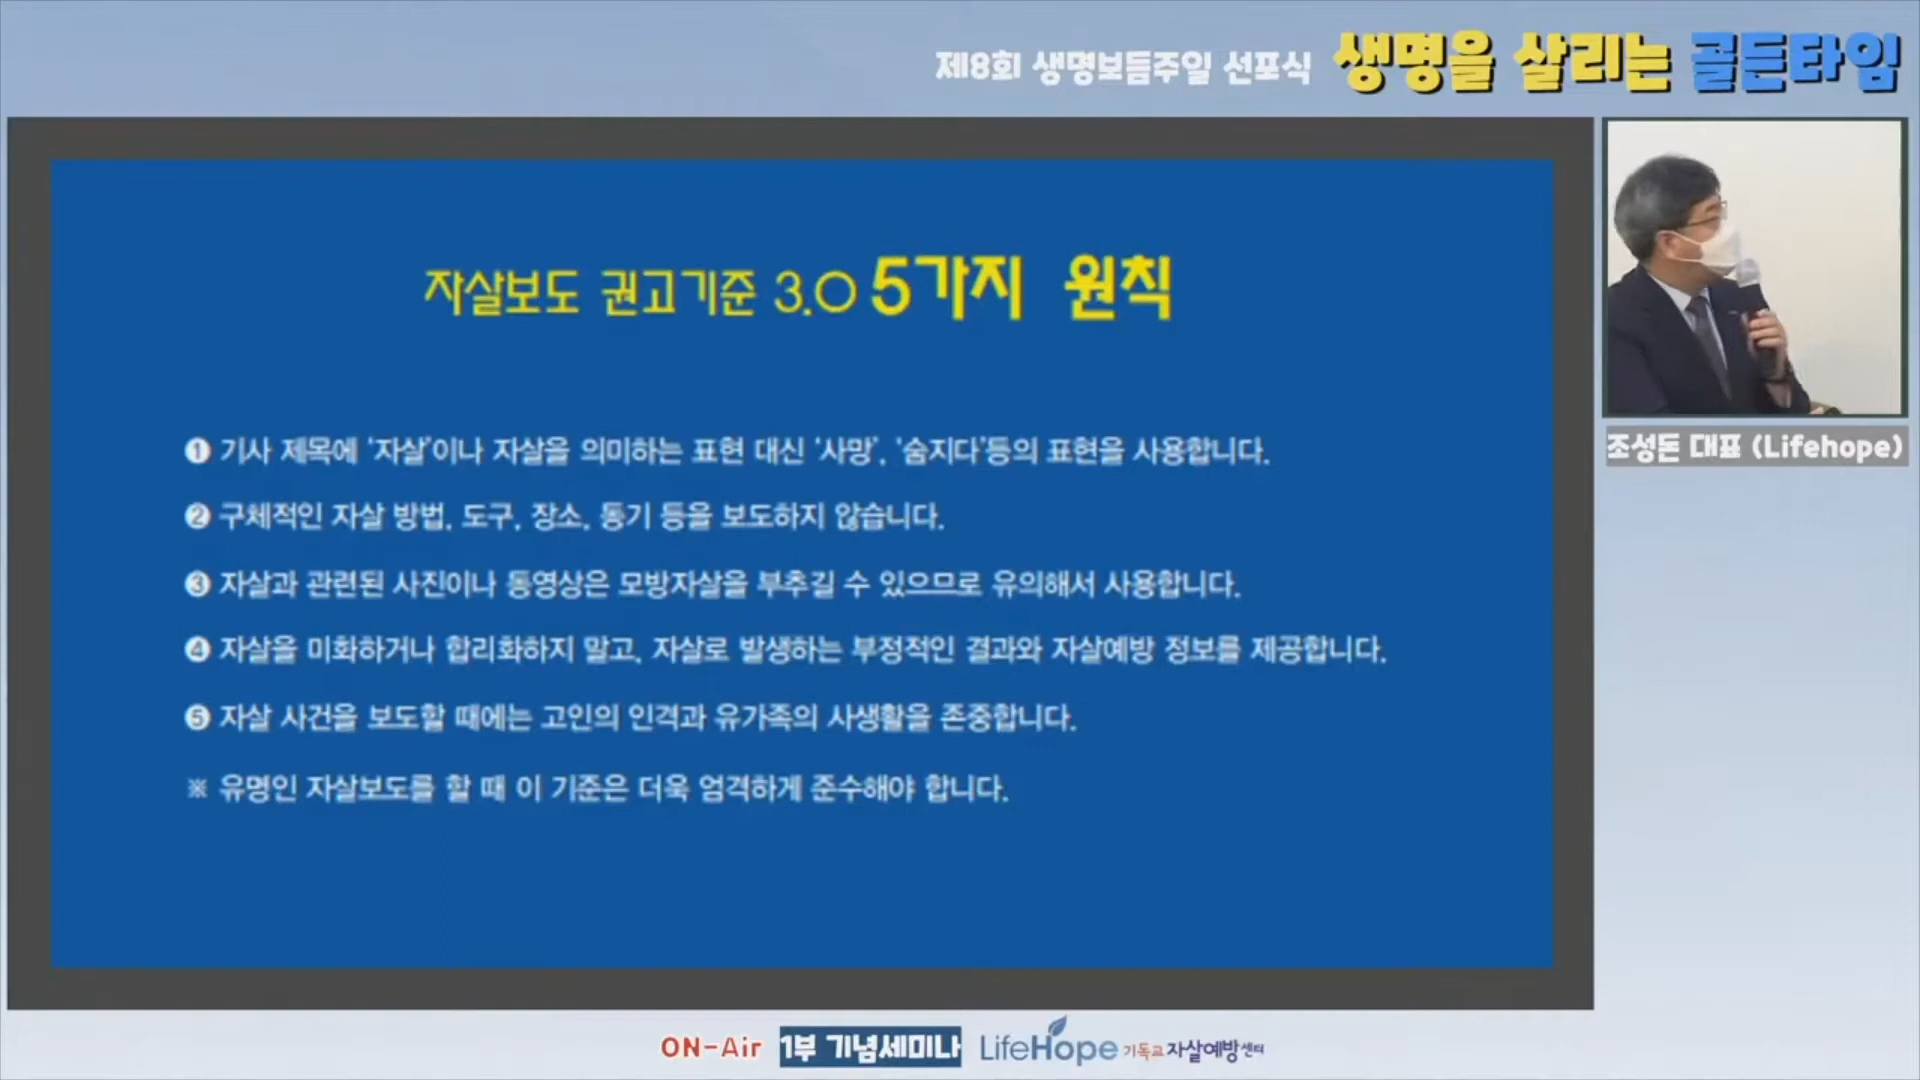 제8회 생명보듬주일 선포식 생명을 살리는 골든타임
자살보도 권고기준 3.0 5가지 원칙
❶ 기사 제목에 '자살'이나 자살을 의미하는 표현 대신 '사망', '숨지다'등의 표현을 사용합니다.
❷ 구체적인 자살 방법, 도구, 장소, 동기 등을 보도하지 않습니다.
❸ 자살과 관련된 사진이나 동영상은 모방자살을 부추길 수 있으므로 유의해서 사용합니다.
❹ 자살을 미화하거나 합리화하지 말고, 자살로 발생하는 부정적인 결과와 자살예방 정보를 제공합니다.
❺ 자살 사건을 보도할 때에는 고인의 인격과 유가족의 사생활을 존중합니다.
※ 유명인 자살보도를 할 때 이 기준은 더욱 엄격하게 준수해야 합니다.
조성돈 대표 (Lifehope)
ON-Air 1부 기념세미나 LifeHope 기독교 자살예방센터